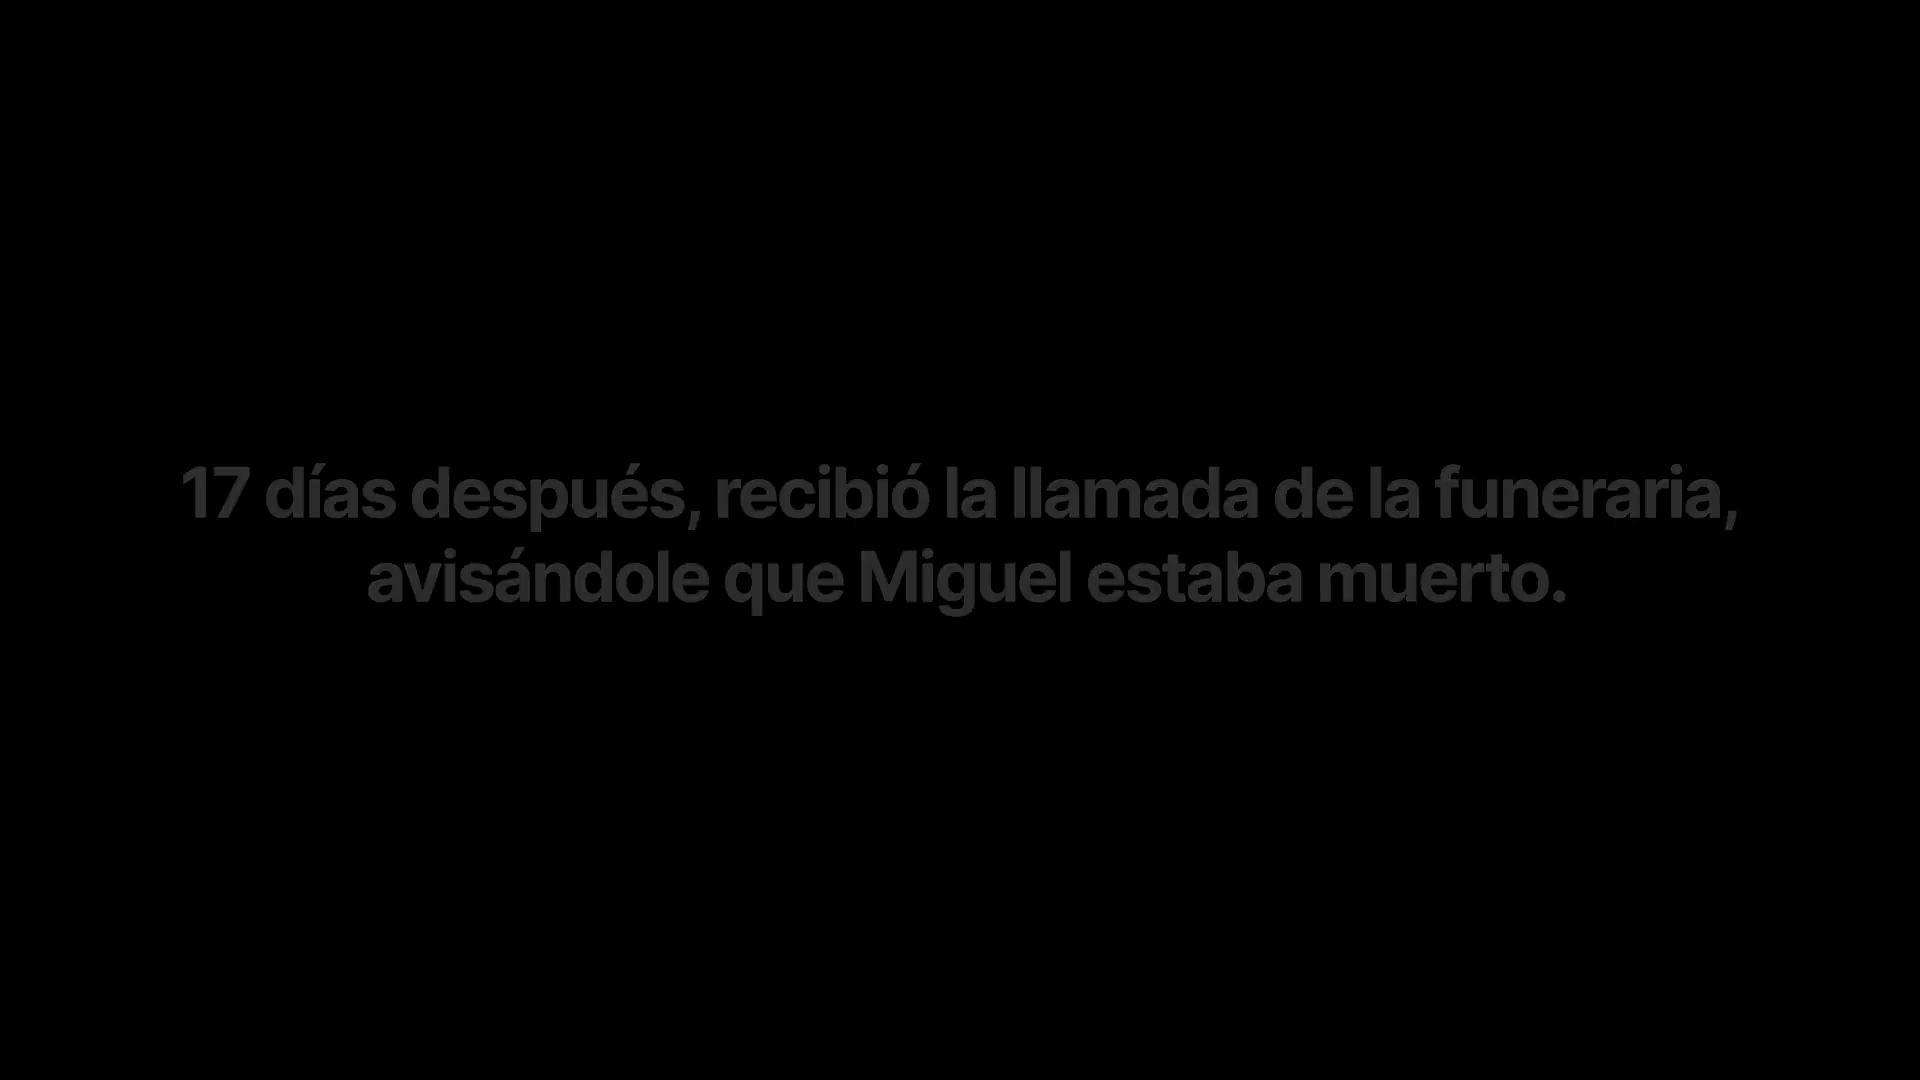 17 días después, recibió la llamada de la funeraria,
avisándole que Miguel estaba muerto.